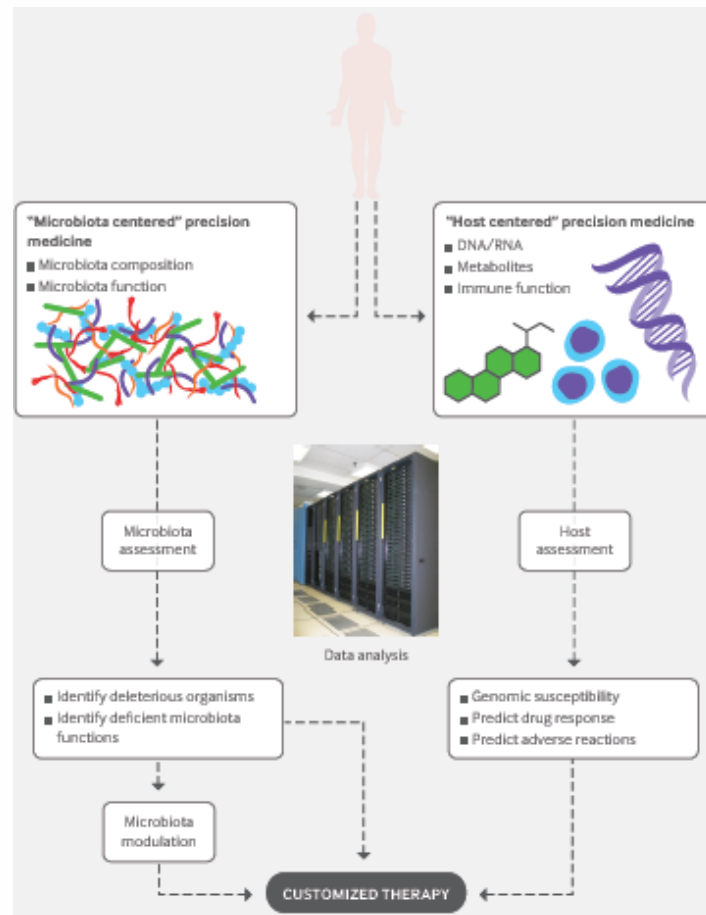 "Microbiota centered" precision
medicine
■ Microbiota composition
■ Microbiota function
"Host centered" precision medicine
■ DNA/RNA
■ Metabolites
■ Immune function
Microbiota
assessment
Host
assessment
Data analysis
■ Identify deleterious organisms
■ Identify deficient microbiota
functions
■ Genomic susceptibility
■ Predict drug response
■ Predict adverse reactions
Microbiota
modulation
CUSTOMIZED THERAPY